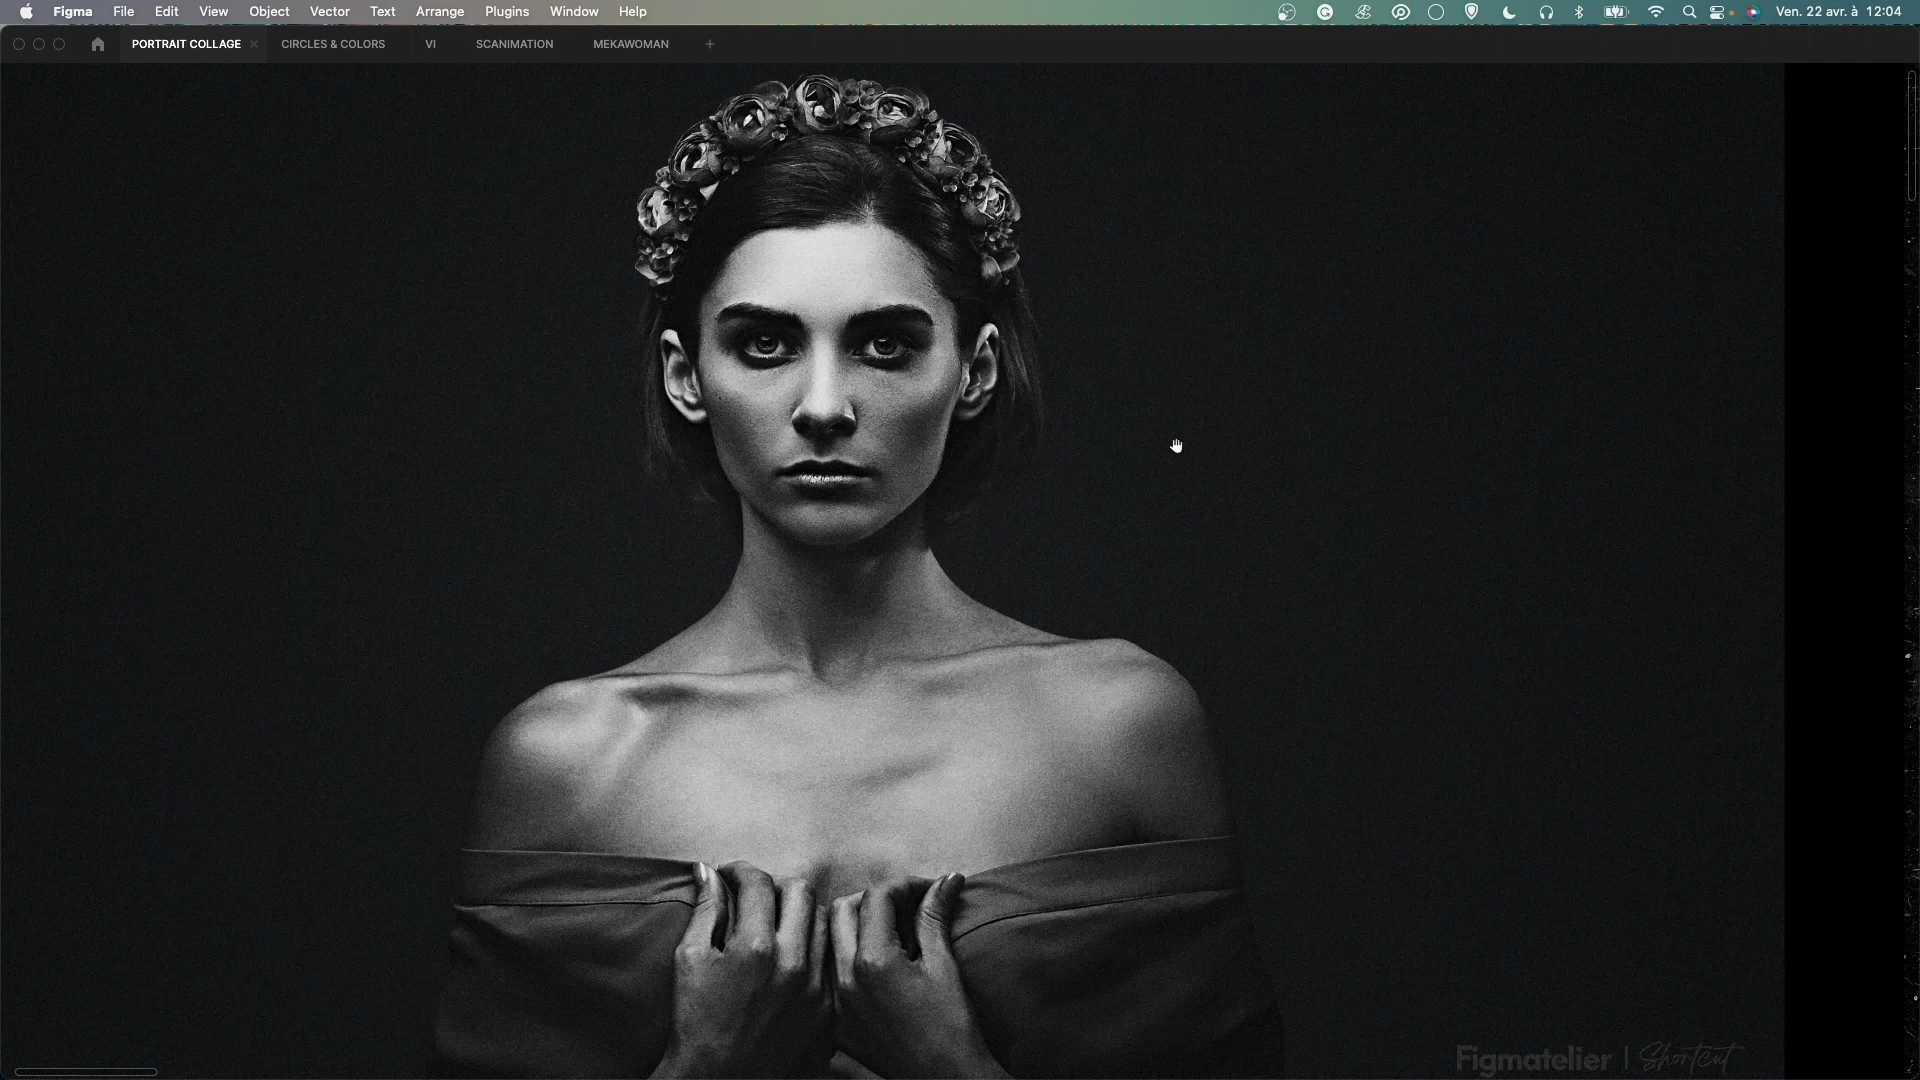 Figma File Edit View Object Vector Text Arrange Plugins Window Help Ven. 22 avr. à 12:04
PORTRAIT COLLAGE CIRCLES & COLORS VI SCANIMATION MEKAWOMAN
Figmatelier | Shortcut